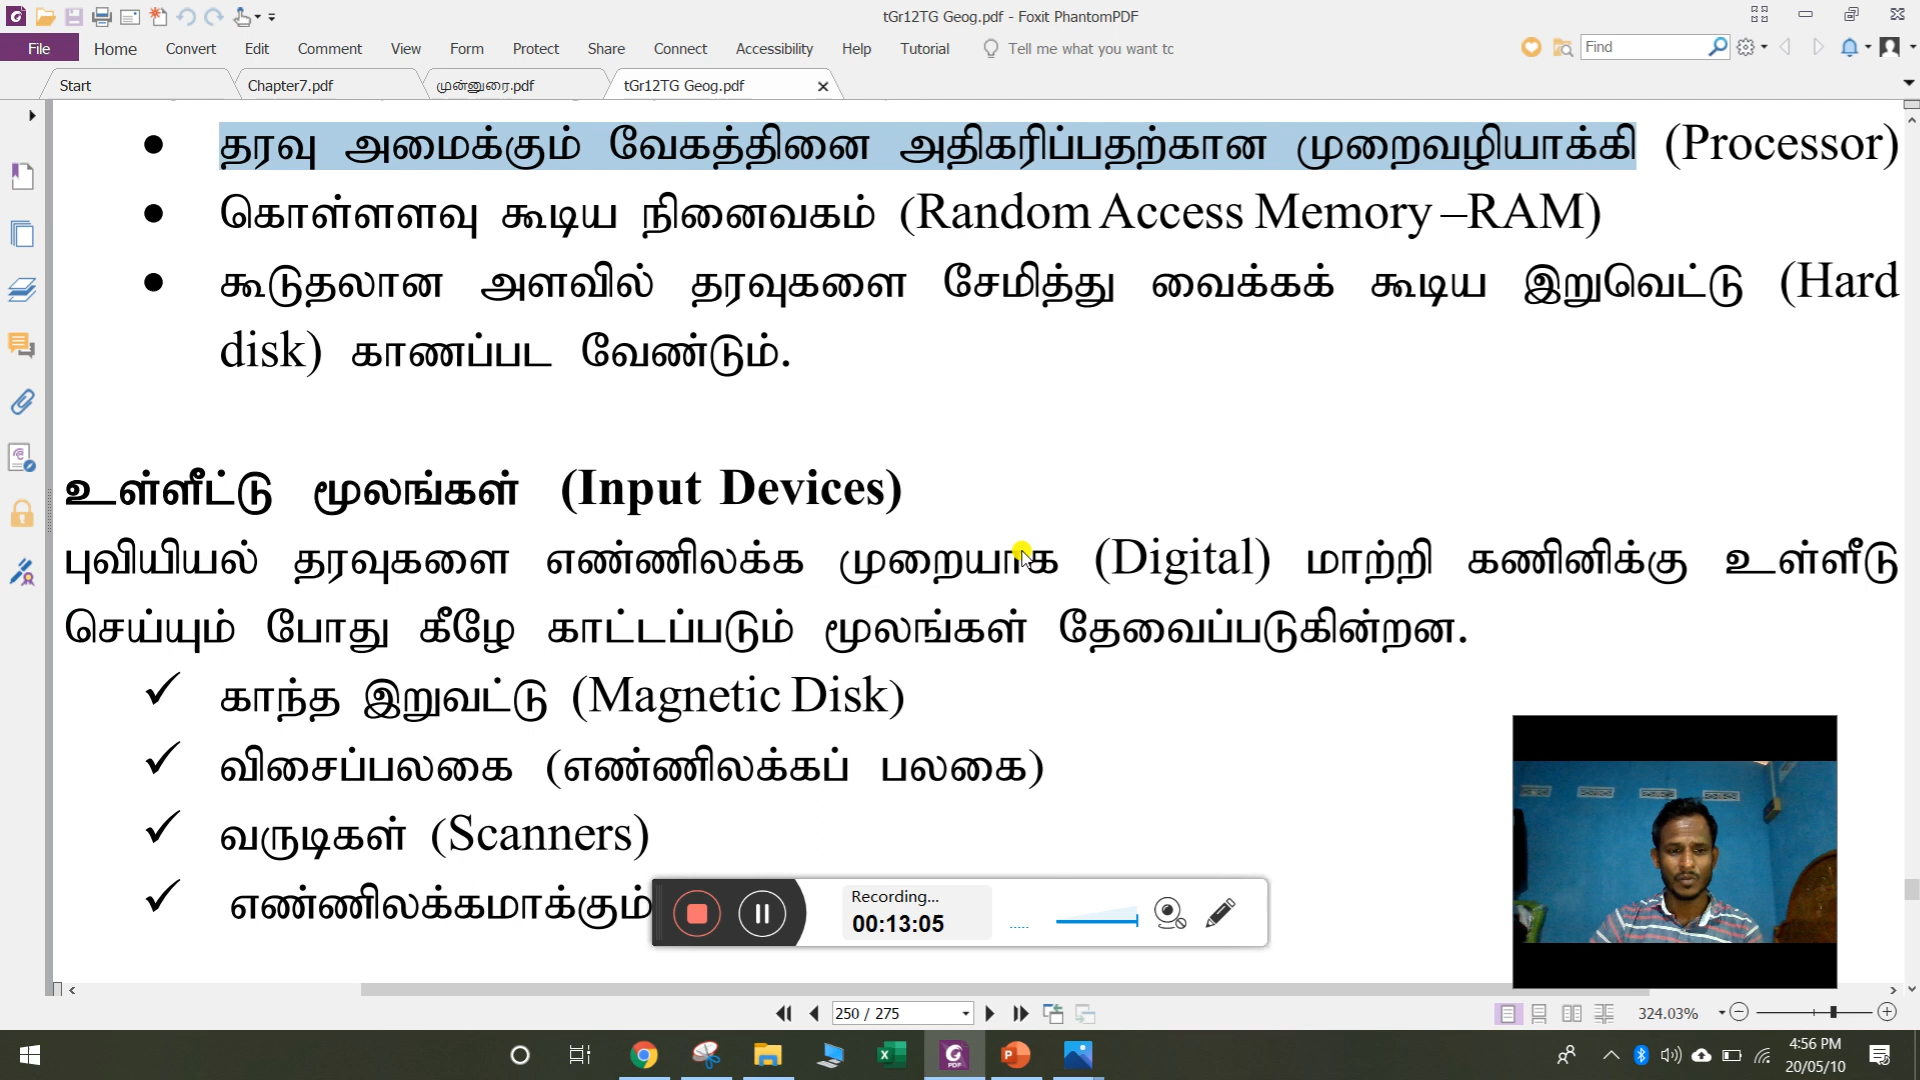 tGr12TG Geog.pdf - Foxit PhantomPDF
File Home Convert Edit Comment View Form Protect Share Connect Accessibility Help Tutorial Tell me what you want tc Find
Start Chapter7.pdf முன்னுரை.pdf tGr12TG Geog.pdf
தரவு அமைக்கும் வேகத்தினை அதிகரிப்பதற்கான முறைவழியாக்கி (Processor)
கொள்ளளவு கூடிய நினைவகம் (Random Access Memory –RAM)
கூடுதலான அளவில் தரவுகளை சேமித்து வைக்கக் கூடிய இறுவெட்டு (Hard
disk) காணப்பட வேண்டும்.
உள்ளீட்டு மூலங்கள் (Input Devices)
புவியியல் தரவுகளை எண்ணிலக்க முறையாக (Digital) மாற்றி கணினிக்கு உள்ளீடு
செய்யும் போது கீழே காட்டப்படும் மூலங்கள் தேவைப்படுகின்றன.
காந்த இறுவட்டு (Magnetic Disk)
விசைப்பலகை (எண்ணிலக்கப் பலகை)
வருடிகள் (Scanners)
எண்ணிலக்கமாக்கும்
Recording...
00:13:05
250 / 275
324.03%
4:56 PM
20/05/10